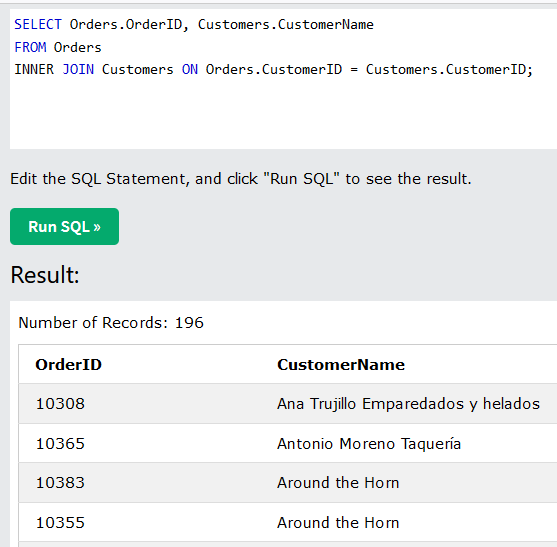 SELECT Orders.OrderID, Customers.CustomerName
FROM Orders
INNER JOIN Customers ON Orders.CustomerID = Customers.CustomerID;
Edit the SQL Statement, and click "Run SQL" to see the result.
Run SQL »
Result:
Number of Records: 196
OrderID CustomerName
10308 Ana Trujillo Emparedados y helados
10365 Antonio Moreno Taquería
10383 Around the Horn
10355 Around the Horn